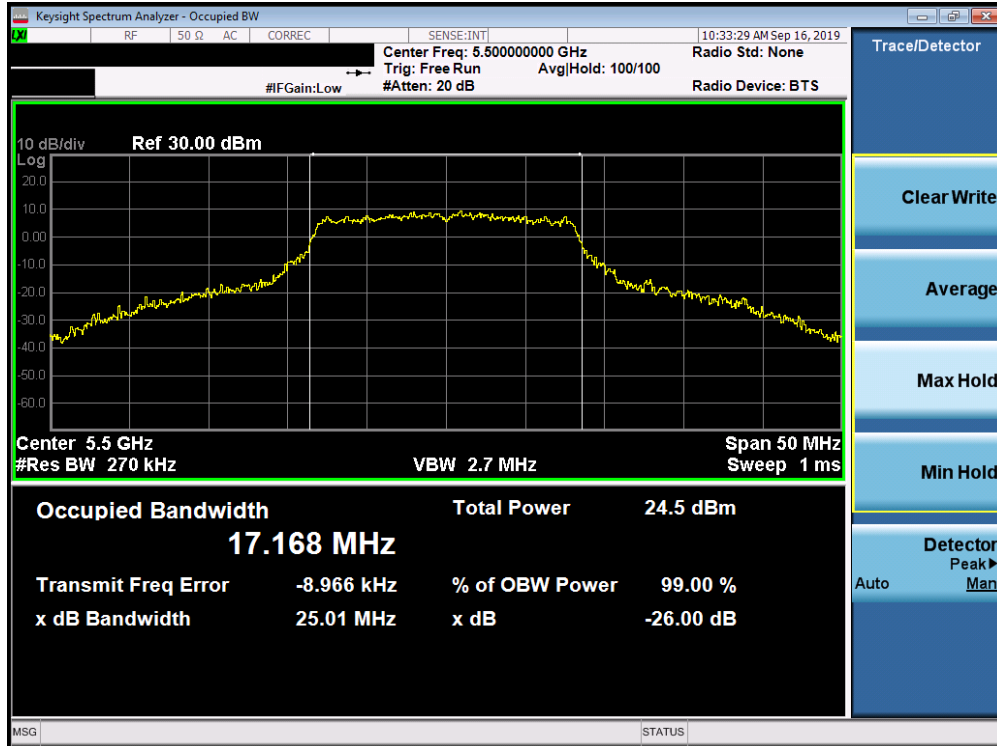 Keysight Spectrum Analyzer - Occupied BW
LXI RF 50 Ω AC CORREC SENSE:INT 10:33:29 AM Sep 16, 2019
Center Freq: 5.500000000 GHz Radio Std: None
Trig: Free Run Avg|Hold: 100/100
#IFGain:Low #Atten: 20 dB Radio Device: BTS
10 dB/div Ref 30.00 dBm
Log
20.0
10.0
0.00
-10.0
-20.0
-30.0
-40.0
-50.0
-60.0
Center 5.5 GHz Span 50 MHz
#Res BW 270 kHz VBW 2.7 MHz Sweep 1 ms
Occupied Bandwidth Total Power 24.5 dBm
17.168 MHz
Transmit Freq Error -8.966 kHz % of OBW Power 99.00 %
x dB Bandwidth 25.01 MHz x dB -26.00 dB
MSG STATUS
Trace/Detector
Clear Write
Average
Max Hold
Min Hold
Detector
Peak▶
Auto Man